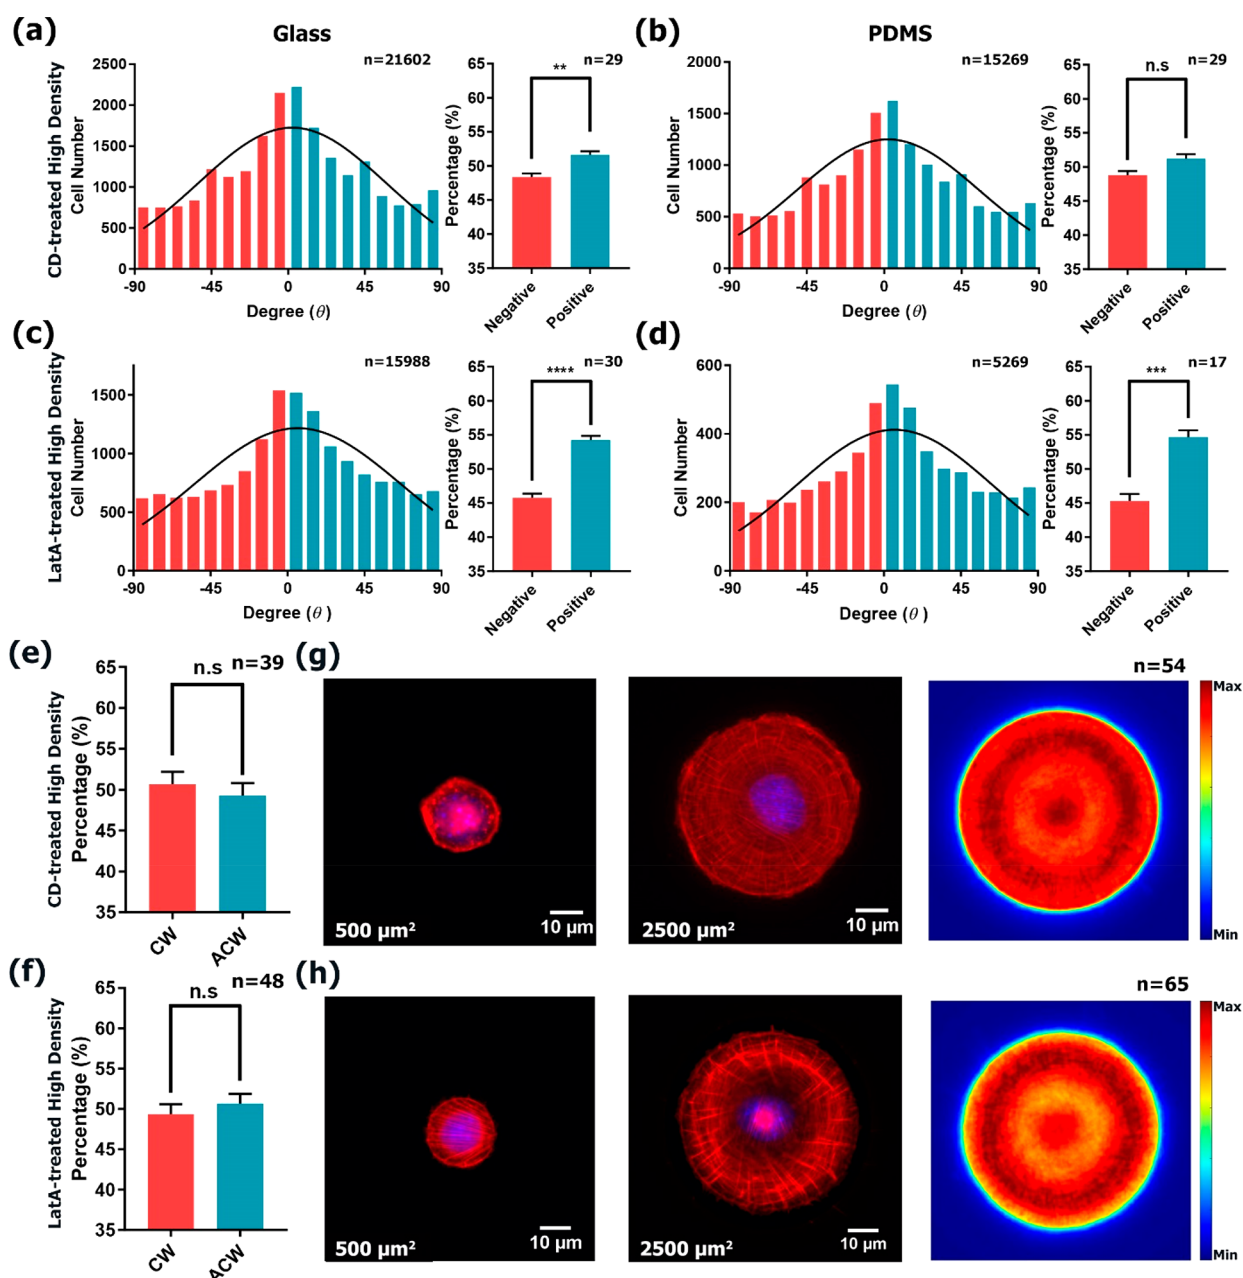 (a)
Glass
n=21602
CD-treated High Density
Cell Number
2500
2000
1500
1000
500
0
-90
-45
0
45
90
Degree (θ)
n=29
**
Percentage (%)
65
60
55
50
45
40
35
Negative
Positive
(b)
PDMS
n=15269
Cell Number
2000
1500
1000
500
0
-90
-45
0
45
90
Degree (θ)
n=29
n.s
Percentage (%)
65
60
55
50
45
40
35
Negative
Positive
(c)
n=15988
LatA-treated High Density
Cell Number
1500
1000
500
0
-90
-45
0
45
90
Degree (θ )
n=30
****
Percentage (%)
65
60
55
50
45
40
35
Negative
Positive
(d)
n=5269
Cell Number
600
400
200
0
-90
-45
0
45
90
Degree (θ )
n=17
***
Percentage (%)
65
60
55
50
45
40
35
Negative
Positive
(e)
n=39
n.s
CD-treated High Density
Percentage (%)
65
60
55
50
45
40
35
CW
ACW
(g)
500 µm²
10 µm
2500 µm²
10 µm
n=54
Max
Min
(f)
n=48
n.s
LatA-treated High Density
Percentage (%)
65
60
55
50
45
40
35
CW
ACW
(h)
500 µm²
10 µm
2500 µm²
10 µm
n=65
Max
Min